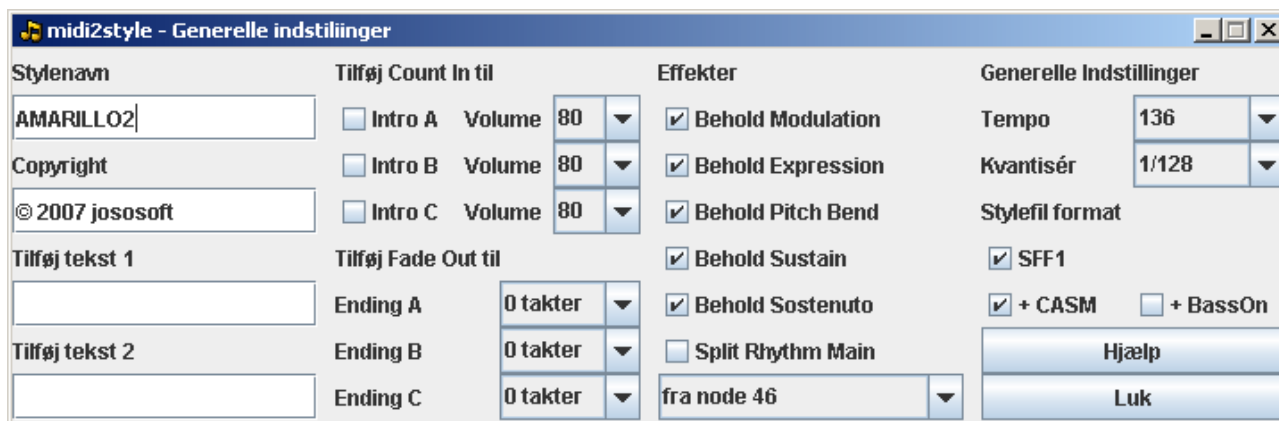 midi2style - Generelle indstiliinger
Stylenavn
AMARILLO2
Copyright
© 2007 jososoft
Tilføj tekst 1
Tilføj tekst 2
Tilføj Count In til
Intro A Volume 80
Intro B Volume 80
Intro C Volume 80
Tilføj Fade Out til
Ending A 0 takter
Ending B 0 takter
Ending C 0 takter
Effekter
Behold Modulation
Behold Expression
Behold Pitch Bend
Behold Sustain
Behold Sostenuto
Split Rhythm Main
fra node 46
Generelle Indstillinger
Tempo 136
Kvantisér 1/128
Stylefil format
SFF1
+ CASM + BassOn
Hjælp
Luk